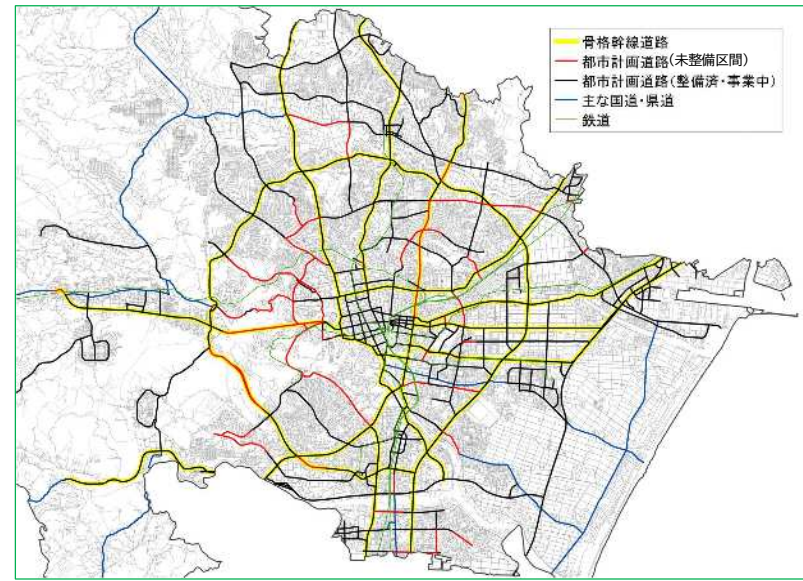 骨格幹線道路
都市計画道路(未整備区間)
都市計画道路(整備済・事業中)
主な国道・県道
鉄道